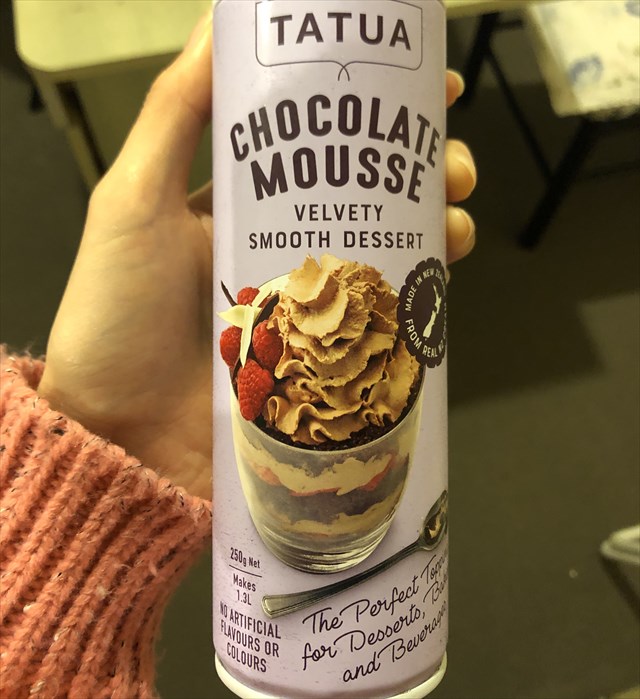 TATUA
CHOCOLATE
MOUSSE
VELVETY
SMOOTH DESSERT
MADE IN NEW
FROM REAL
250g Net
Makes
1.3L
NO ARTIFICIAL
FLAVOURS OR
COLOURS
The Perfect
for Desserts,
and